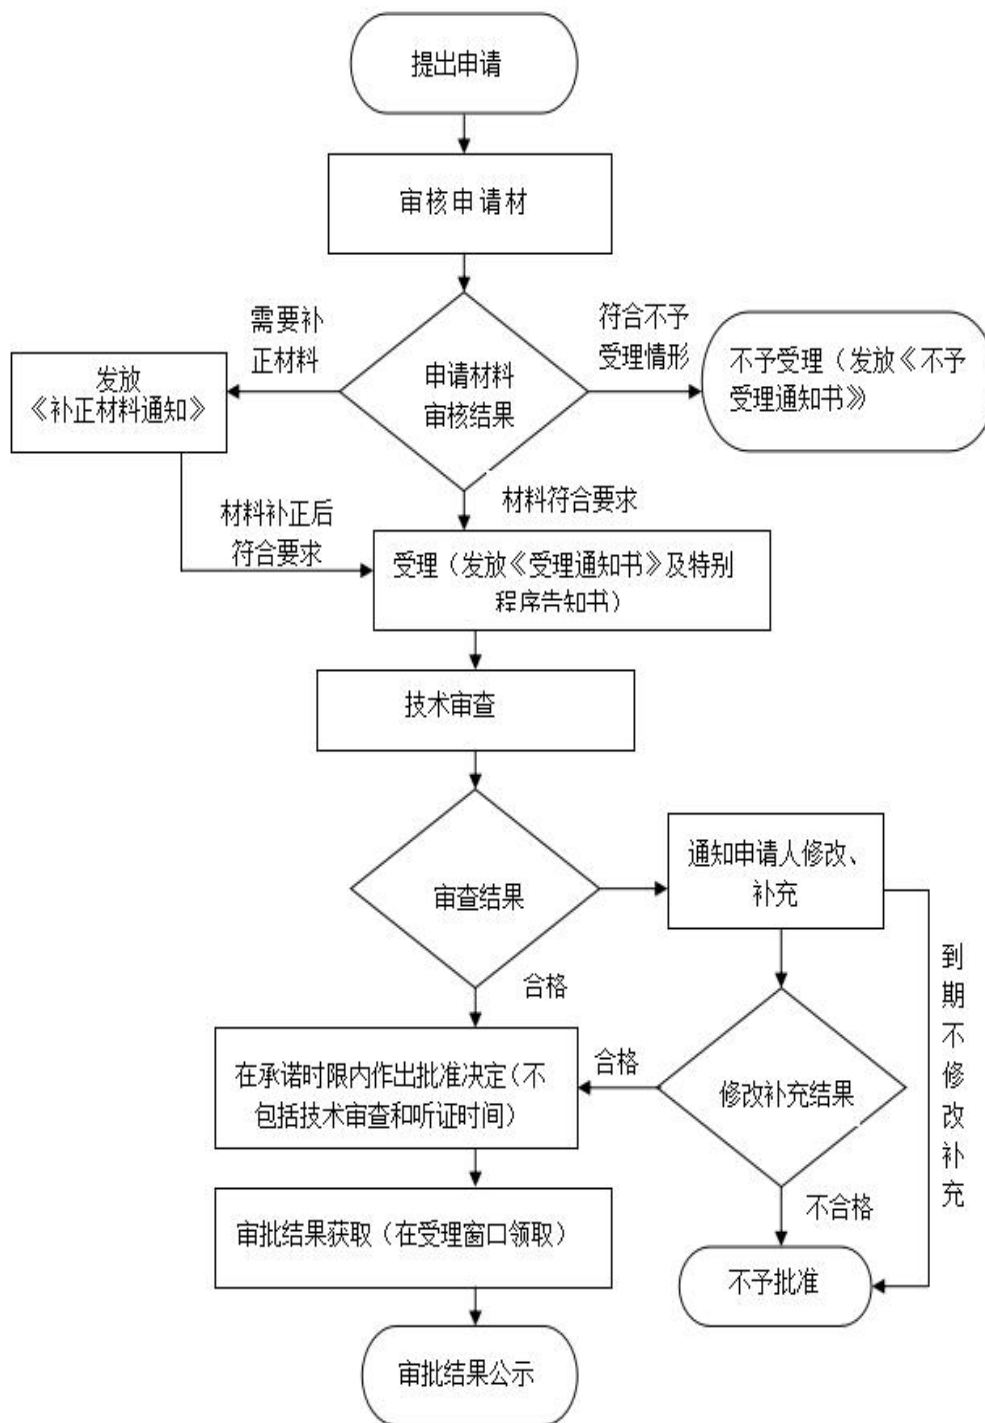 提出申请
审核申请材
需要补
正材料
符合不予
受理情形
发放
《补正材料通知》
申请材料
审核结果
不予受理（发放《不予
受理通知书》）
材料补正后
符合要求
材料符合要求
受理（发放《受理通知书》及特别
程序告知书）
技术审查
审查结果
通知申请人修改、
补充
到期不修改补充
合格
在承诺时限内作出批准决定（不
包括技术审查和听证时间）
合格
修改补充结果
不合格
审批结果获取（在受理窗口领取）
不予批准
审批结果公示